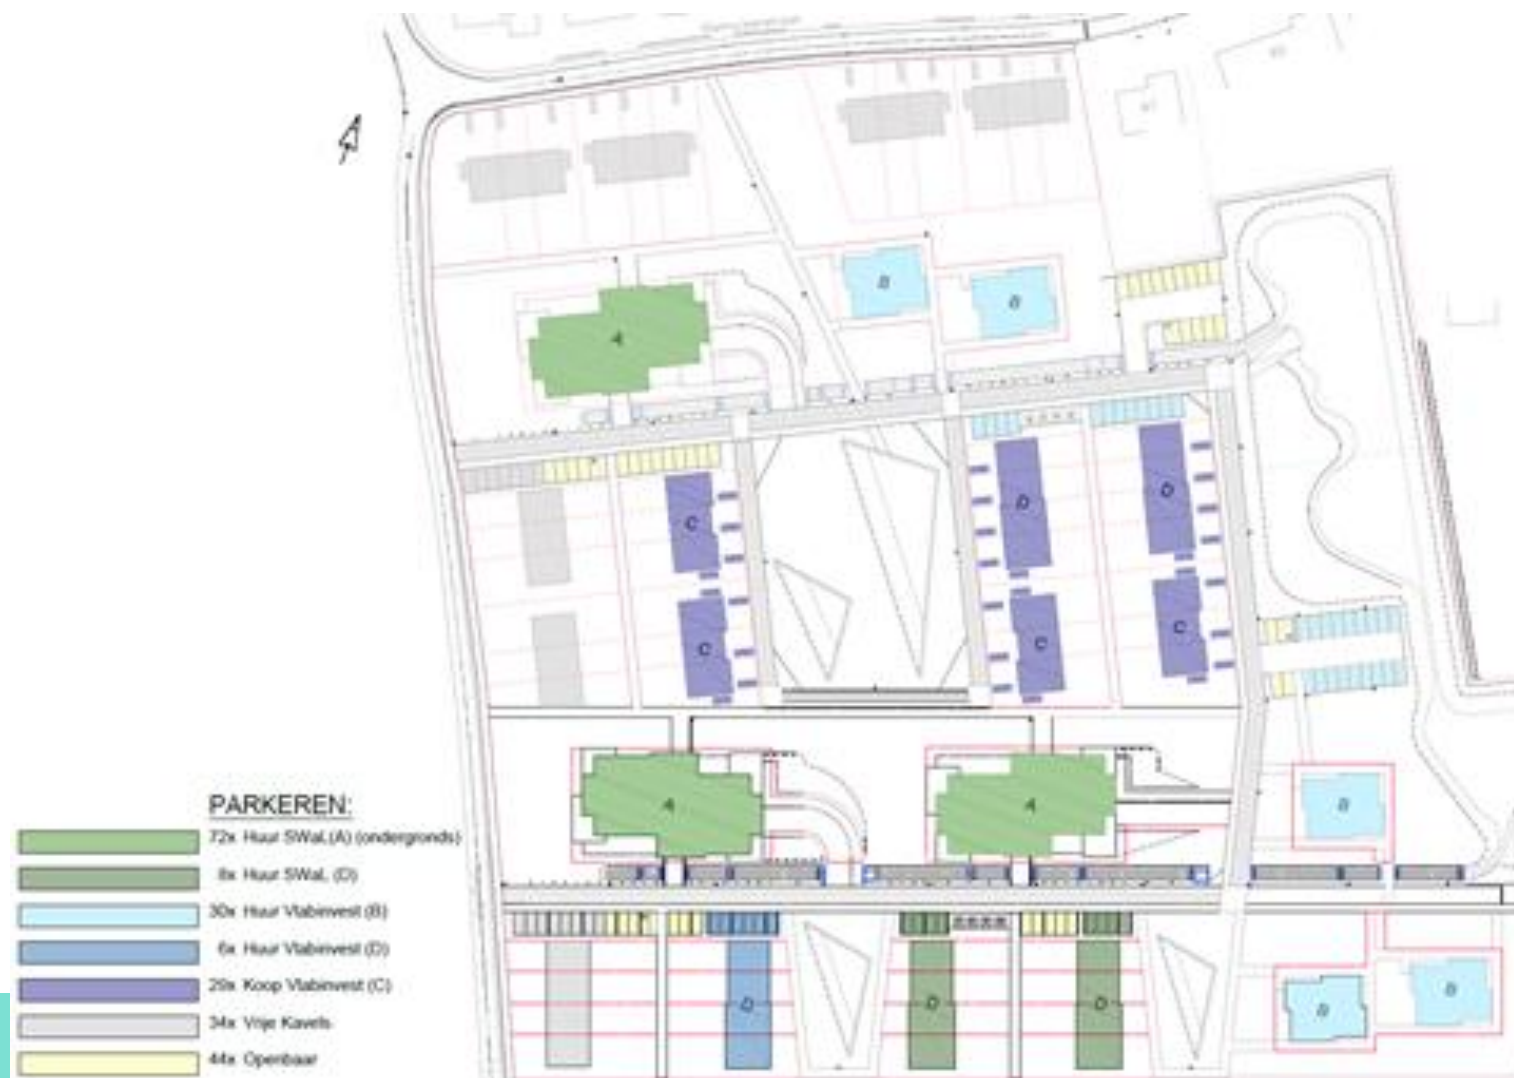 A
B
B
D
D
C
C
C
C
A
A
B
PARKEREN:
72x Huur SWaL(A) (ondergronds)
8x Huur SWaL (D)
30x Huur Vlabinvest (B)
6x Huur Vlabinvest (D)
29x Koop Vlabinvest (C)
34x Vrije Kavels
44x Openbaar
D
D
D
B
B